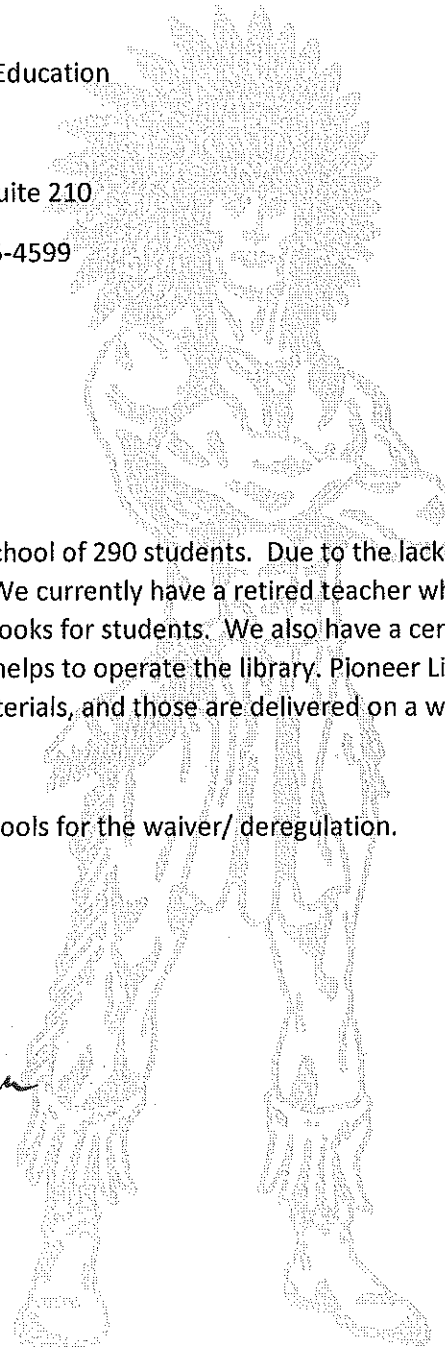 Education
uite 210
-4599
chool of 290 students. Due to the lack
We currently have a retired teacher wh
ooks for students. We also have a cer
helps to operate the library. Pioneer Li
terials, and those are delivered on a w
ools for the waiver/ deregulation.